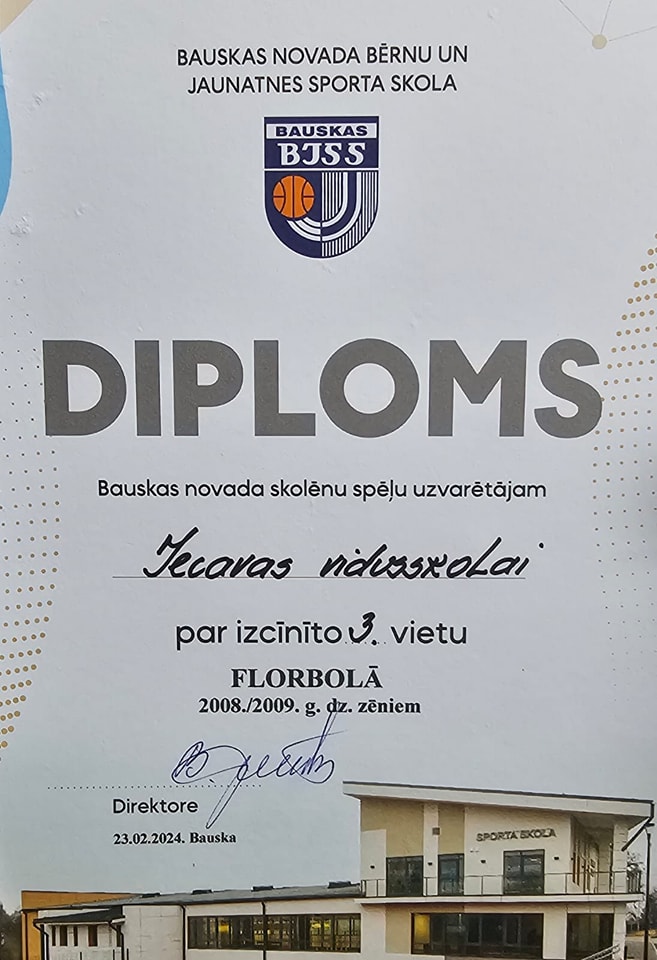 BAUSKAS NOVADA BĒRNU UN
JAUNATNES SPORTA SKOLA
BAUSKAS
BJSS
DIPLOMS
Bauskas novada skolēnu spēļu uzvarētājam
Iecavas vidusskolai
par izcīnīto 3. vietu
FLORBOLĀ
2008./2009. g. dz. zēniem
Direktore
23.02.2024. Bauska
SPORTA SKOLA